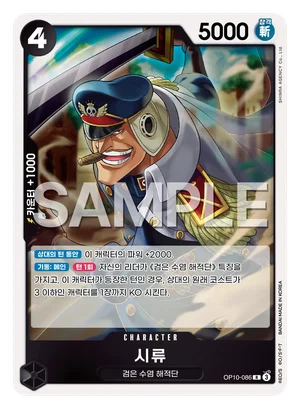 4
5000
참격
斬
SAMPLE
카운터 +1000
상대의 턴 동안 이 캐릭터의 파워 +2000.
기동: 메인 턴 1회 자신의 리더가 《검은 수염 해적단》 특징을
가지고, 이 캐릭터가 등장한 턴인 경우, 상대의 원래 코스트가
3 이하인 캐릭터를 1장까지 KO 시킨다.
CHARACTER
시류
검은 수염 해적단
OP10-086 R